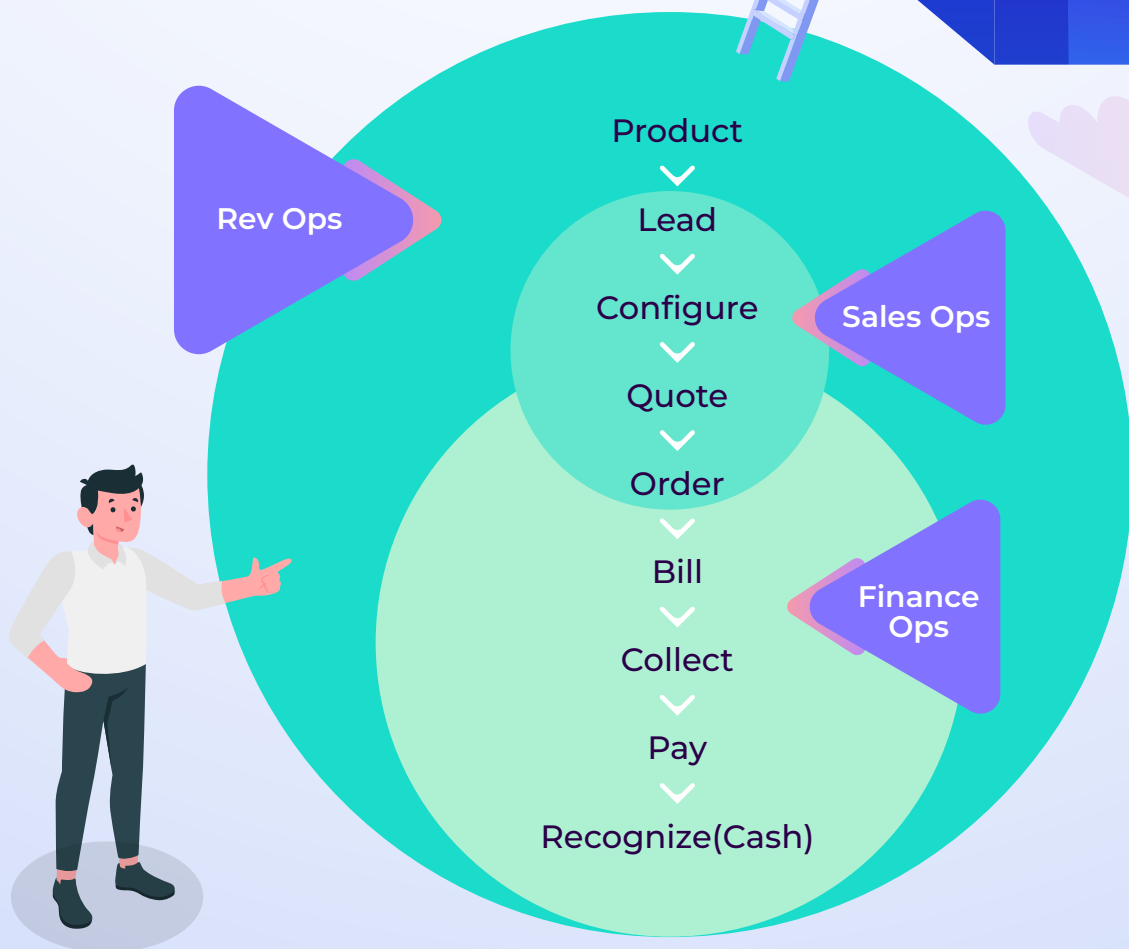 Product
Rev Ops
Lead
Configure
Sales Ops
Quote
Order
Bill
Finance
Ops
Collect
Pay
Recognize(Cash)